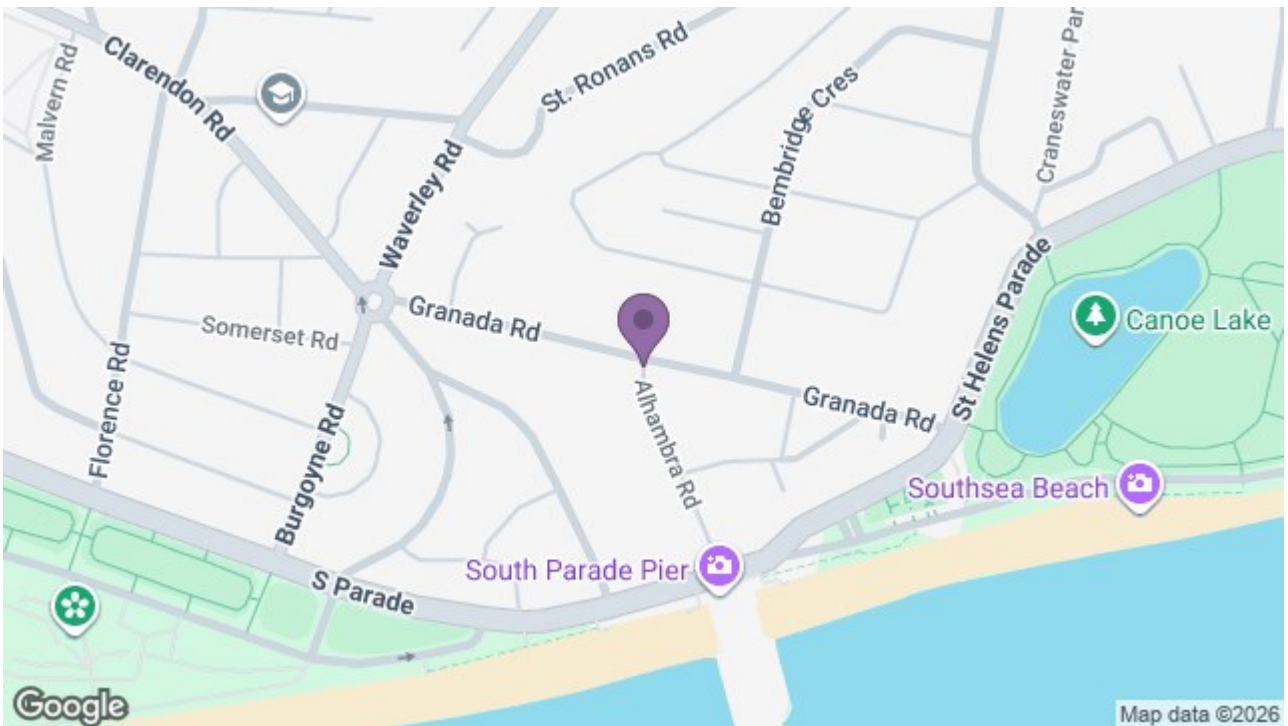 Clarendon Rd
Malvern Rd
St. Ronans Rd
Waverley Rd
Bembridge Cres
Craneswater Par
Granada Rd
Somerset Rd
Florence Rd
Burgoyne Rd
Alhambra Rd
Granada Rd
St Helens Parade
Canoe Lake
Southsea Beach
South Parade Pier
S Parade
Google
Map data ©2026